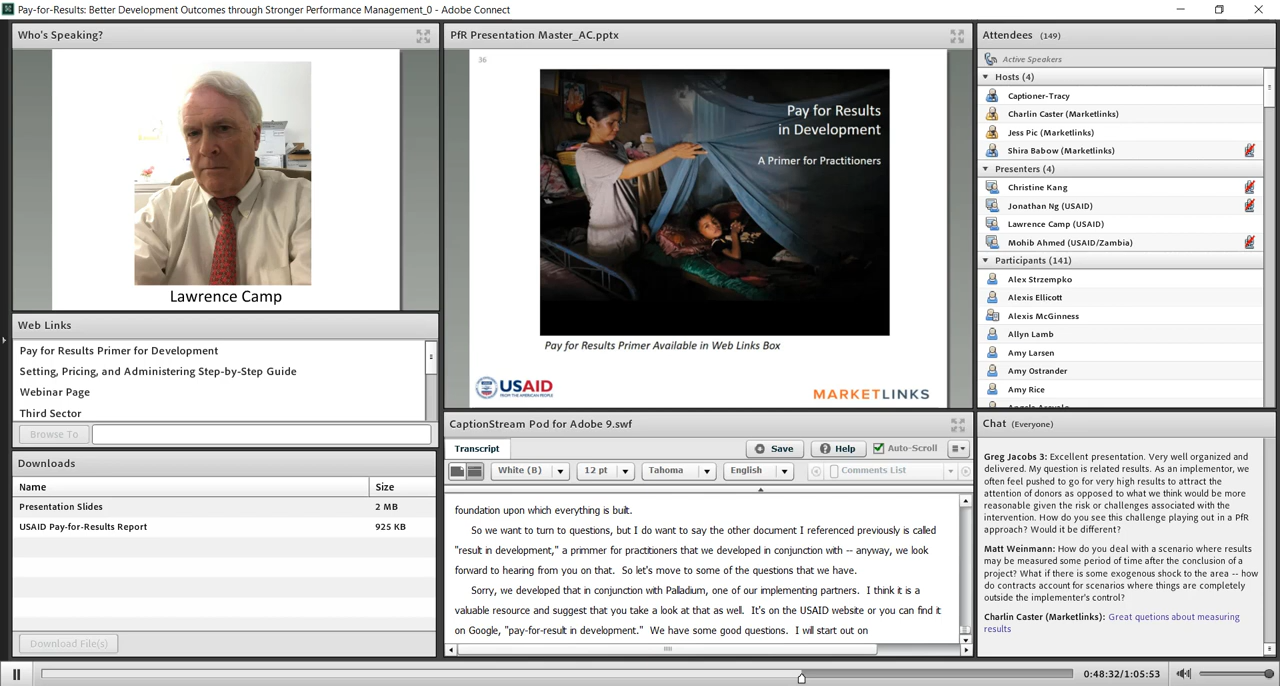 Pay-for-Results: Better Development Outcomes through Stronger Performance Management_0 - Adobe Connect
Who's Speaking?
Lawrence Camp
Web Links
Pay for Results Primer for Development
Setting, Pricing, and Administering Step-by-Step Guide
Webinar Page
Third Sector
Browse To
Downloads
Name Size
Presentation Slides 2 MB
USAID Pay-for-Results Report 925 KB
Download File(s)
PfR Presentation Master_AC.pptx
36
Pay for Results
in Development
A Primer for Practitioners
Pay for Results Primer Available in Web Links Box
USAID
FROM THE AMERICAN PEOPLE
MARKETLINKS
CaptionStream Pod for Adobe 9.swf
Transcript Save Help Auto-Scroll
White (B) 12 pt Tahoma English Comments List
foundation upon which everything is built.
So we want to turn to questions, but I do want to say the other document I referenced previously is called
"result in development," a primmer for practitioners that we developed in conjunction with -- anyway, we look
forward to hearing from you on that. So let's move to some of the questions that we have.
Sorry, we developed that in conjunction with Palladium, one of our implementing partners. I think it is a
valuable resource and suggest that you take a look at that as well. It's on the USAID website or you can find it
on Google, "pay-for-result in development." We have some good questions. I will start out on
Attendees (149)
Active Speakers
Hosts (4)
Captioner-Tracy
Charlin Caster (Marketlinks)
Jess Pic (Marketlinks)
Shira Babow (Marketlinks)
Presenters (4)
Christine Kang
Jonathan Ng (USAID)
Lawrence Camp (USAID)
Mohib Ahmed (USAID/Zambia)
Participants (141)
Alex Strzempko
Alexis Ellicott
Alexis McGinness
Allyn Lamb
Amy Larsen
Amy Ostrander
Amy Rice
Chat (Everyone)
Greg Jacobs 3: Excellent presentation. Very well organized and
delivered. My question is related results. As an implementor, we
often feel pushed to go for very high results to attract the
attention of donors as opposed to what we think would be more
reasonable given the risk or challenges associated with the
intervention. How do you see this challenge playing out in a PfR
approach? Would it be different?
Matt Weinmann: How do you deal with a scenario where results
may be measured some period of time after the conclusion of a
project? What if there is some exogenous shock to the area -- how
do contracts account for scenarios where things are completely
outside the implementer's control?
Charlin Caster (Marketlinks): Great quetions about measuring
results
0:48:32/1:05:53